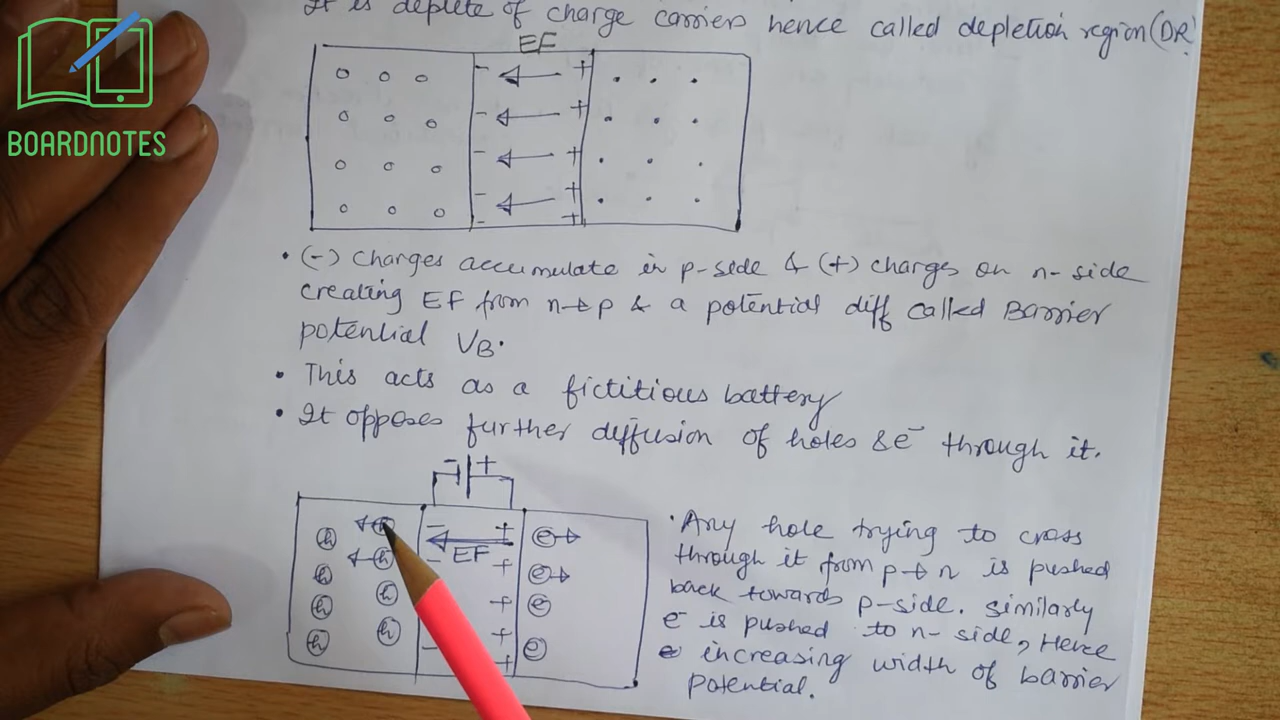 It is deplete of charge carriers hence called depletion region (DR)
EF
BOARDNOTES
• (-) Charges accumulate in p-side & (+) charges on n-side
creating EF from n→p & a potential diff called Barrier
potential VB.
• This acts as a fictitious battery
• It opposes further diffusion of holes & e⁻ through it.
- +
h h e
EF
h h e
h h e
h h e
• Any hole trying to cross
through it from p→n is pushed
back towards p-side. Similarly
e⁻ is pushed to n-side, Hence
increasing width of barrier
potential.